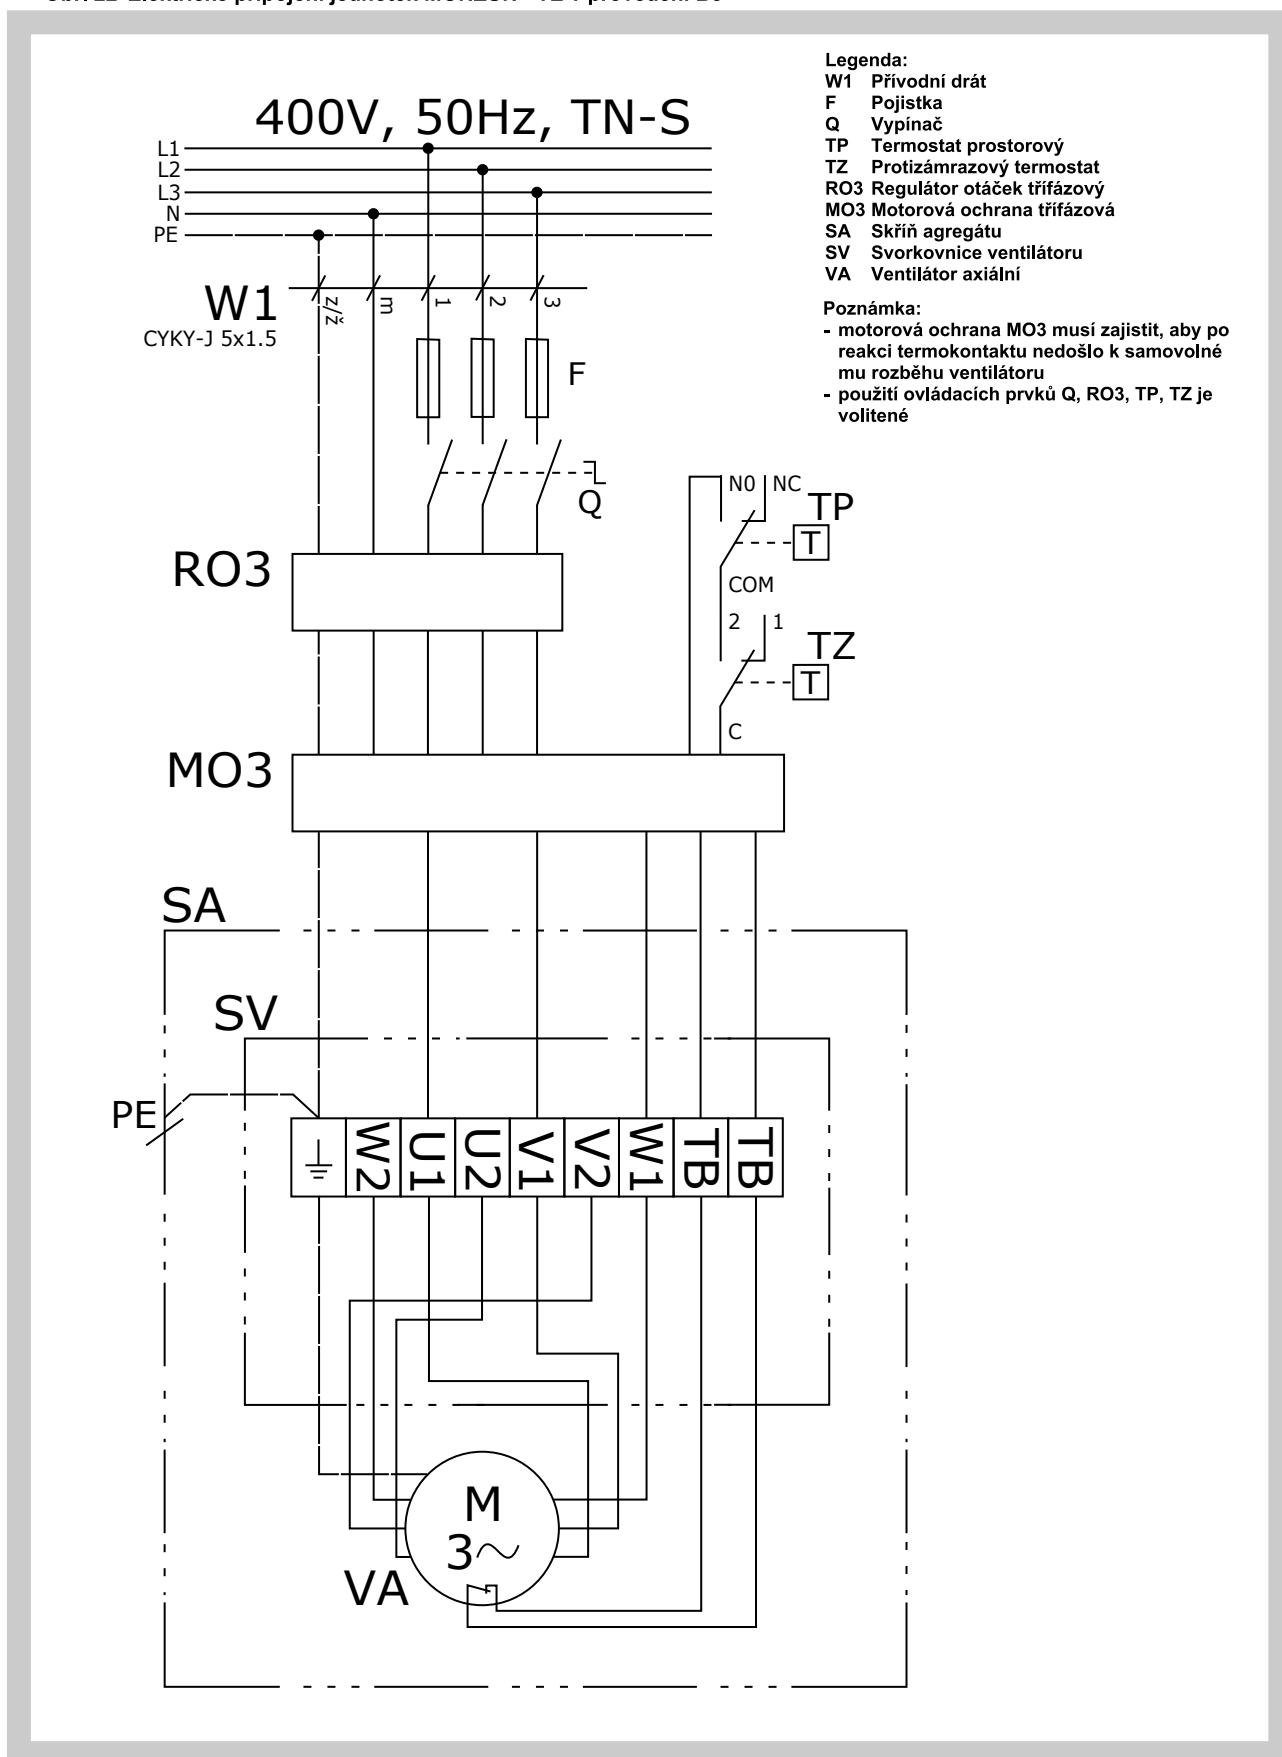 400V, 50Hz, TN-S
L1
L2
L3
N
PE
W1
CYKY-J 5x1.5
z/ž
m
1
2
3
F
Q
RO3
N0
NC
TP
T
COM
2
1
TZ
T
C
MO3
SA
SV
PE
W2
U1
U2
V1
V2
W1
TB
TB
M
3
VA
Legenda:
W1 Přívodní drát
F Pojistka
Q Vypínač
TP Termostat prostorový
TZ Protizámrazový termostat
RO3 Regulátor otáček třífázový
MO3 Motorová ochrana třífázová
SA Skříň agregátu
SV Svorkovnice ventilátoru
VA Ventilátor axiální
Poznámka:
- motorová ochrana MO3 musí zajistit, aby po
reakci termokontaktu nedošlo k samovolné
mu rozběhu ventilátoru
- použití ovládacích prvků Q, RO3, TP, TZ je
volitené